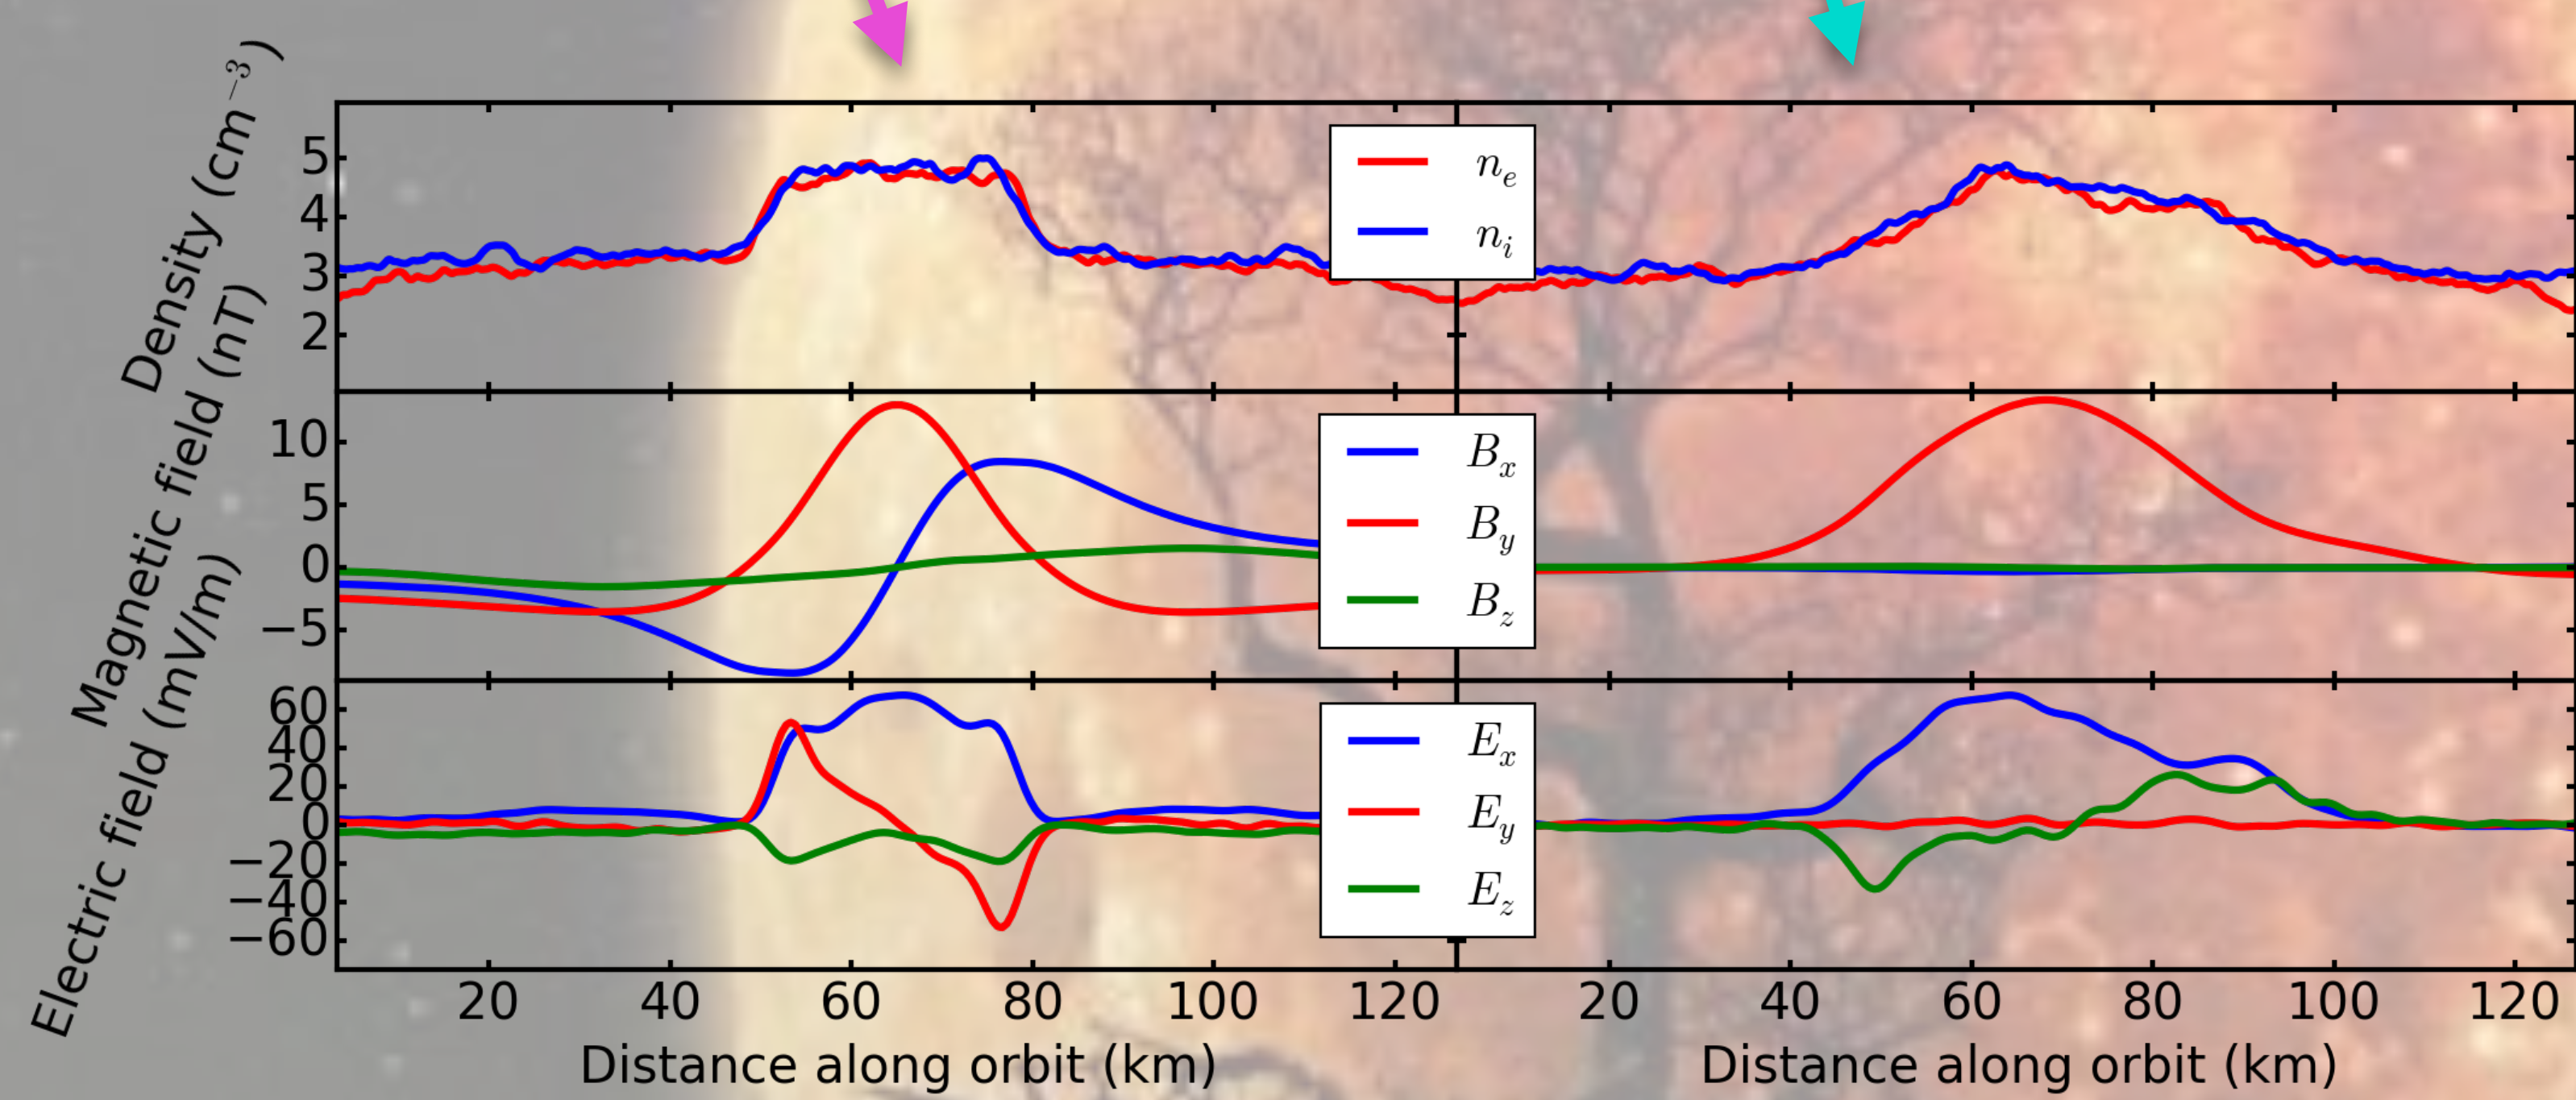 Density (cm⁻³)
5
4
3
2
n_e
n_i
Magnetic field (nT)
10
5
0
−5
B_x
B_y
B_z
Electric field (mV/m)
60
40
20
0
−20
−40
−60
E_x
E_y
E_z
20 40 60 80 100 120 20 40 60 80 100 120
Distance along orbit (km) Distance along orbit (km)